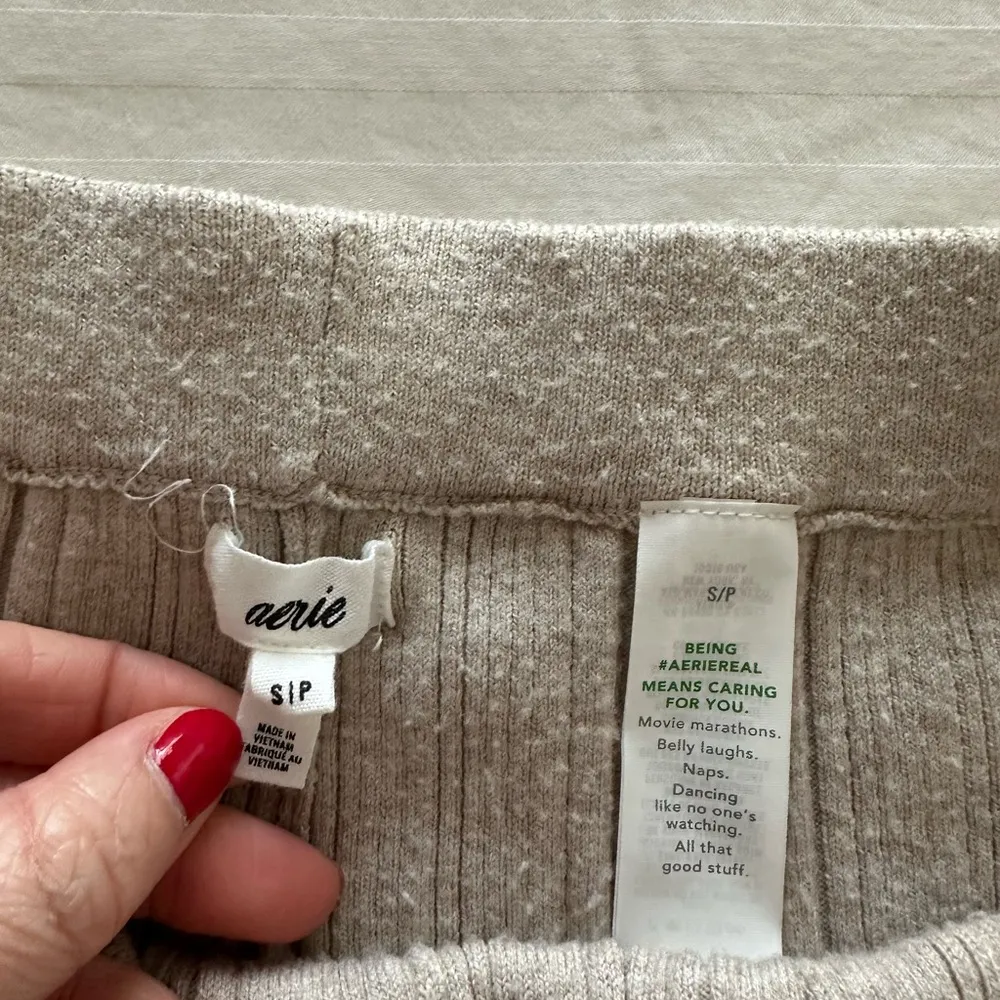 aerie
S|P
MADE IN
VIETNAM
FABRIQUÉ AU
VIETNAM
S/P
BEING
#AERIEREAL
MEANS CARING
FOR YOU.
Movie marathons.
Belly laughs.
Naps.
Dancing
like no one's
watching.
All that
good stuff.